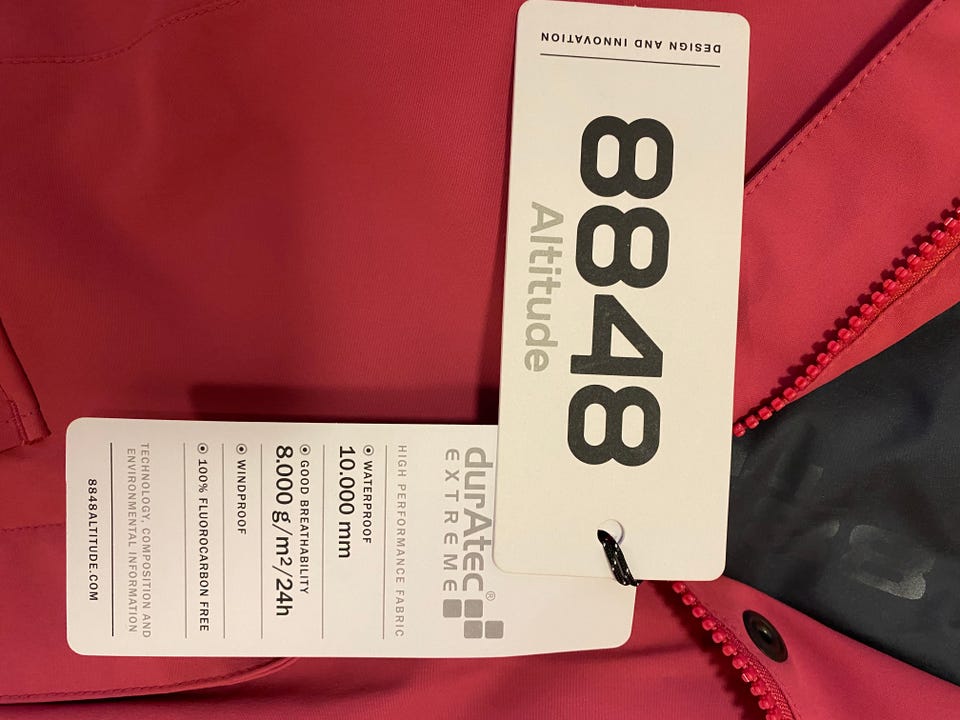 DESIGN AND INNOVATION
8848
Altitude
durAtec®
EXTREME
HIGH PERFORMANCE FABRIC
WATERPROOF
10.000 mm
GOOD BREATHABILITY
8.000 g/m²/24h
WINDPROOF
100% FLUOROCARBON FREE
TECHNOLOGY, COMPOSITION AND
ENVIRONMENTAL INFORMATION
8848ALTITUDE.COM